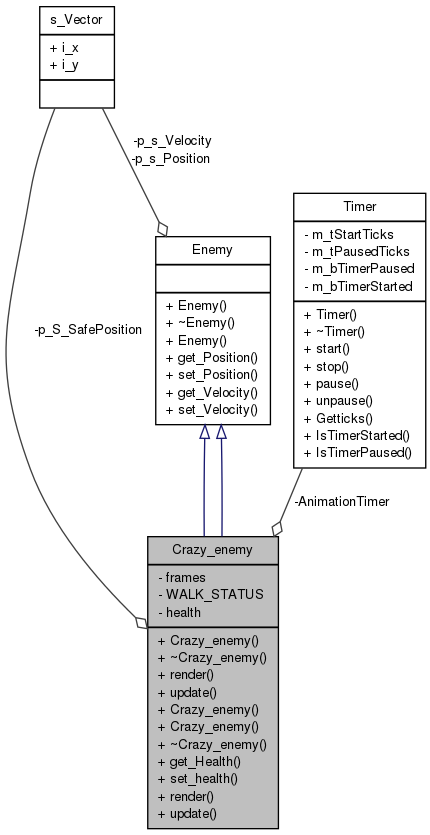 s_Vector
+ i_x
+ i_y
-p_s_Velocity
-p_s_Position
Enemy
+ Enemy()
+ ~Enemy()
+ Enemy()
+ get_Position()
+ set_Position()
+ get_Velocity()
+ set_Velocity()
Timer
- m_tStartTicks
- m_tPausedTicks
- m_bTimerPaused
- m_bTimerStarted
+ Timer()
+ ~Timer()
+ start()
+ stop()
+ pause()
+ unpause()
+ Getticks()
+ IsTimerStarted()
+ IsTimerPaused()
-p_S_SafePosition
-AnimationTimer
Crazy_enemy
- frames
- WALK_STATUS
- health
+ Crazy_enemy()
+ ~Crazy_enemy()
+ render()
+ update()
+ Crazy_enemy()
+ Crazy_enemy()
+ ~Crazy_enemy()
+ get_Health()
+ set_health()
+ render()
+ update()